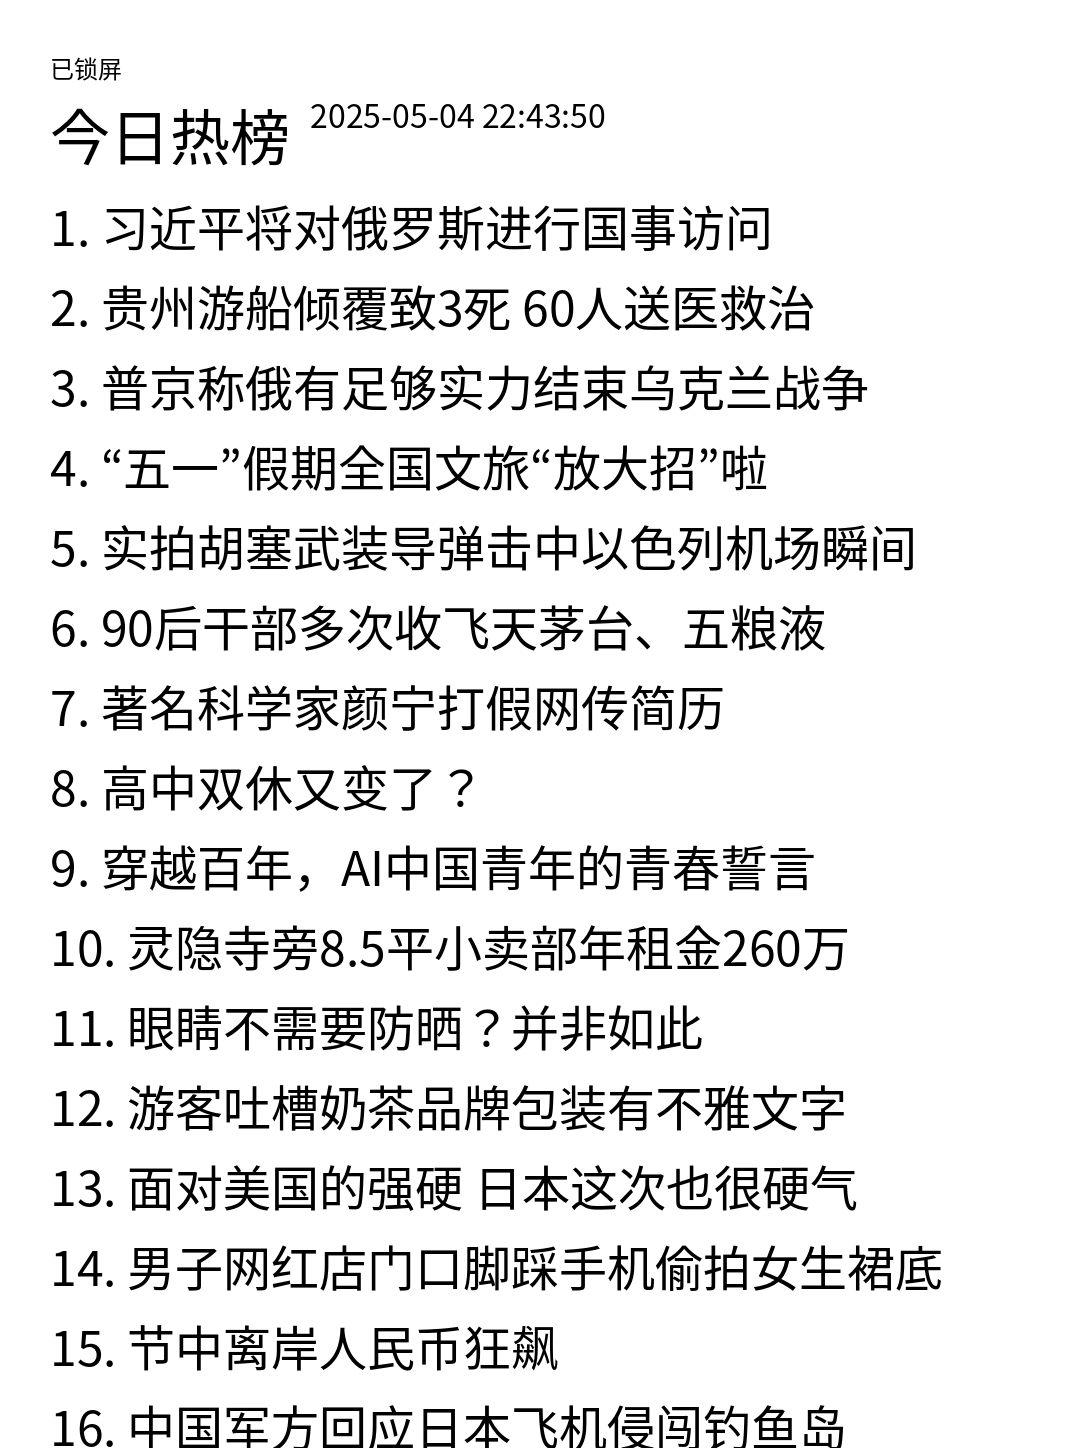 已锁屏
今日热榜 2025-05-04 22:43:50
1. 习近平将对俄罗斯进行国事访问
2. 贵州游船倾覆致3死 60人送医救治
3. 普京称俄有足够实力结束乌克兰战争
4. “五一”假期全国文旅“放大招”啦
5. 实拍胡塞武装导弹击中以色列机场瞬间
6. 90后干部多次收飞天茅台、五粮液
7. 著名科学家颜宁打假网传简历
8. 高中双休又变了？
9. 穿越百年，AI中国青年的青春誓言
10. 灵隐寺旁8.5平小卖部年租金260万
11. 眼睛不需要防晒？并非如此
12. 游客吐槽奶茶品牌包装有不雅文字
13. 面对美国的强硬 日本这次也很硬气
14. 男子网红店门口脚踩手机偷拍女生裙底
15. 节中离岸人民币狂飙
16. 中国军方回应日本飞机侵闯钓鱼岛